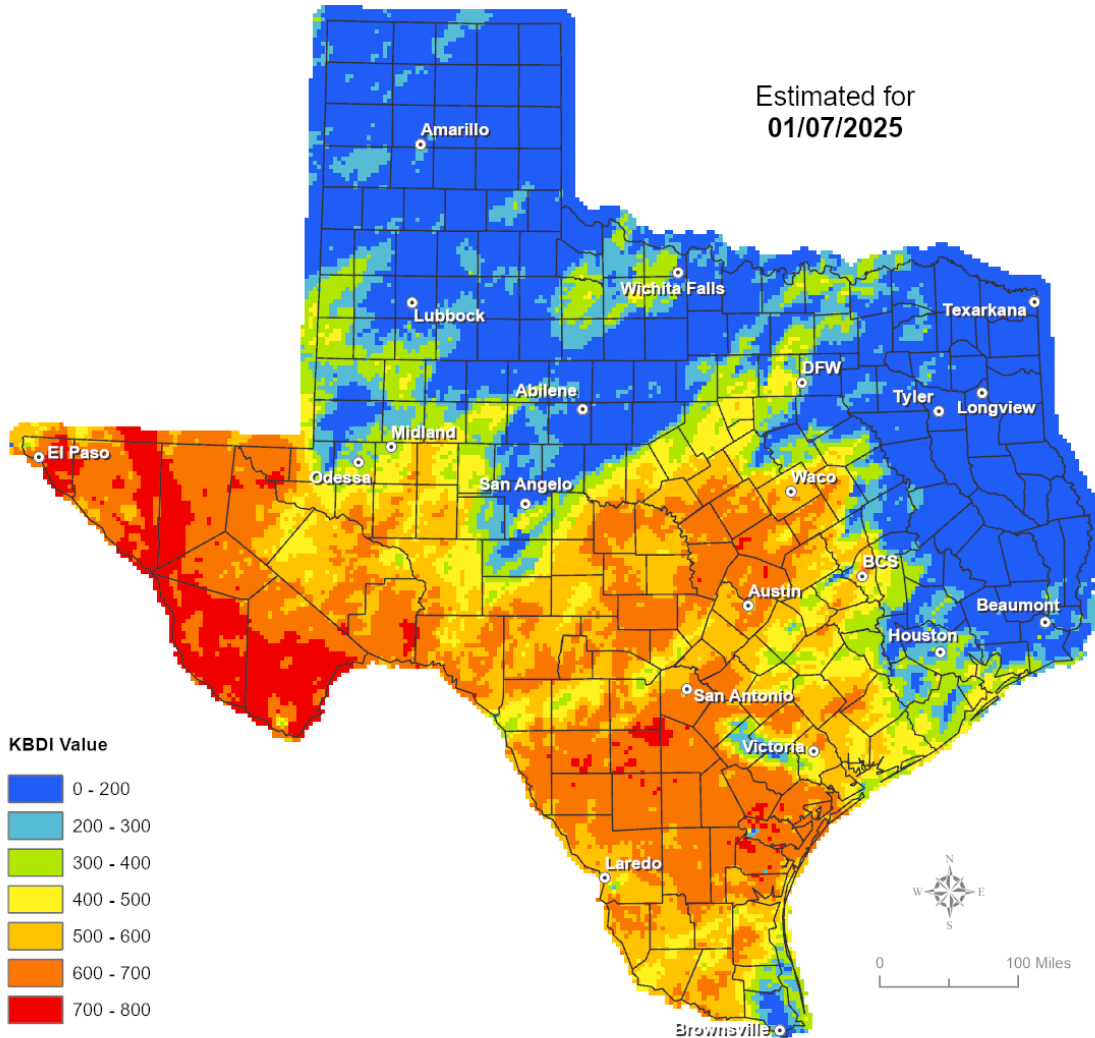 Estimated for
01/07/2025
Amarillo
Wichita Falls
Lubbock
Texarkana
DFW
Abilene
Tyler
Longview
Midland
El Paso
Odessa
San Angelo
Waco
BCS
Austin
Beaumont
Houston
San Antonio
Victoria
KBDI Value
0 - 200
200 - 300
300 - 400
400 - 500
500 - 600
600 - 700
700 - 800
Laredo
N
W E
S
0 100 Miles
Brownsville